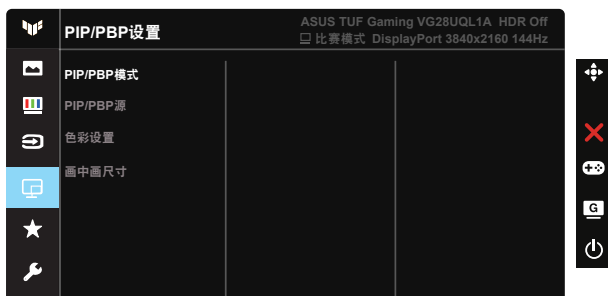 PIP/PBP设置
ASUS TUF Gaming VG28UQL1A HDR Off
比赛模式 DisplayPort 3840x2160 144Hz
PIP/PBP模式
PIP/PBP源
色彩设置
画中画尺寸
G